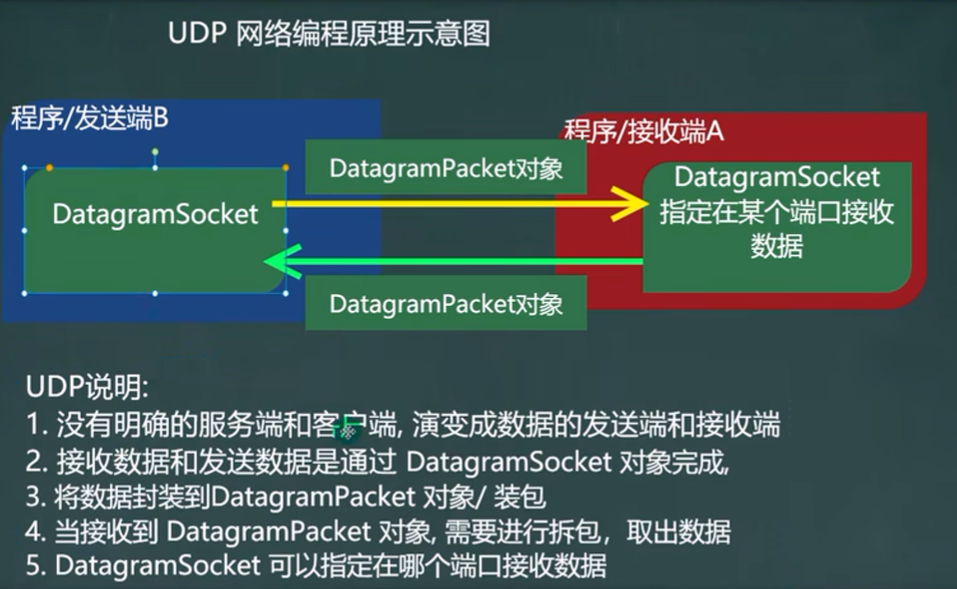 UDP 网络编程原理示意图
程序/发送端B
程序/接收端A
DatagramPacket对象
DatagramSocket
DatagramSocket
指定在某个端口接收
数据
DatagramPacket对象
UDP说明:
1. 没有明确的服务端和客户端, 演变成数据的发送端和接收端
2. 接收数据和发送数据是通过 DatagramSocket 对象完成,
3. 将数据封装到DatagramPacket 对象/ 装包
4. 当接收到 DatagramPacket 对象, 需要进行拆包，取出数据
5. DatagramSocket 可以指定在哪个端口接收数据